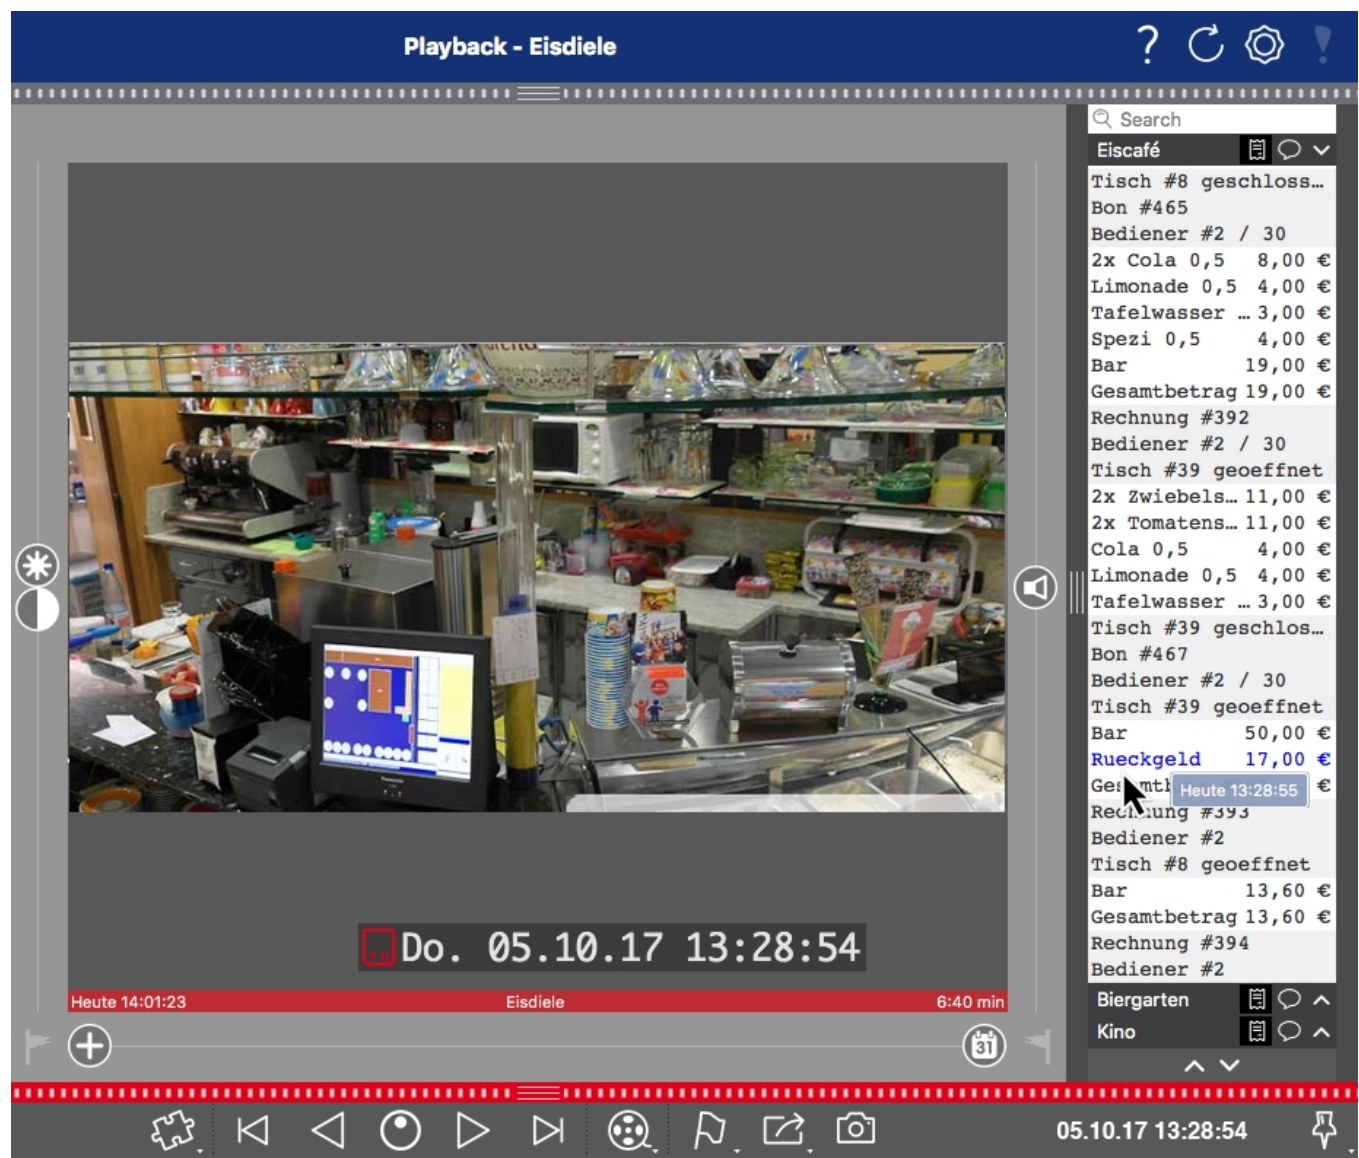 Playback - Eisdiele
Search
Eiscafé
Tisch #8 geschloss…
Bon #465
Bediener #2 / 30
2x Cola 0,5 8,00 €
Limonade 0,5 4,00 €
Tafelwasser … 3,00 €
Spezi 0,5 4,00 €
Bar 19,00 €
Gesamtbetrag 19,00 €
Rechnung #392
Bediener #2 / 30
Tisch #39 geoeffnet
2x Zwiebels… 11,00 €
2x Tomatens… 11,00 €
Cola 0,5 4,00 €
Limonade 0,5 4,00 €
Tafelwasser … 3,00 €
Tisch #39 geschlos…
Bon #467
Bediener #2 / 30
Tisch #39 geoeffnet
Bar 50,00 €
Rueckgeld 17,00 €
€
Heute 13:28:55
Rechnung #393
Bediener #2
Tisch #8 geoeffnet
Bar 13,60 €
Gesamtbetrag 13,60 €
Rechnung #394
Bediener #2
Biergarten
Kino
Do. 05.10.17 13:28:54
Heute 14:01:23 Eisdiele 6:40 min
31
05.10.17 13:28:54